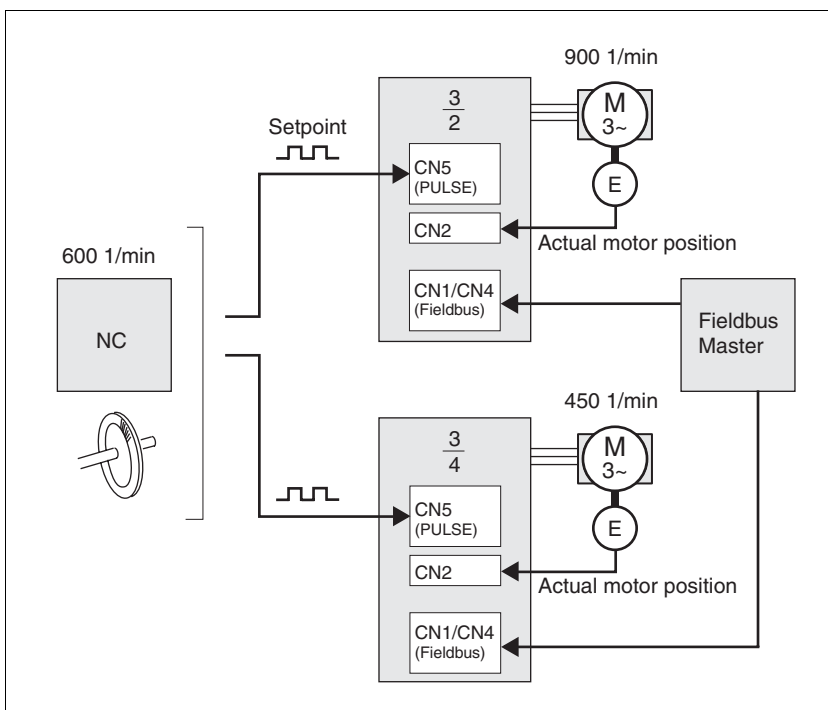 900 1/min
3
2
M
3~
Setpoint
CN5
(PULSE)
E
CN2
Actual motor position
600 1/min
CN1/CN4
(Fieldbus)
NC
Fieldbus
Master
450 1/min
3
4
M
3~
CN5
(PULSE)
E
CN2
Actual motor position
CN1/CN4
(Fieldbus)